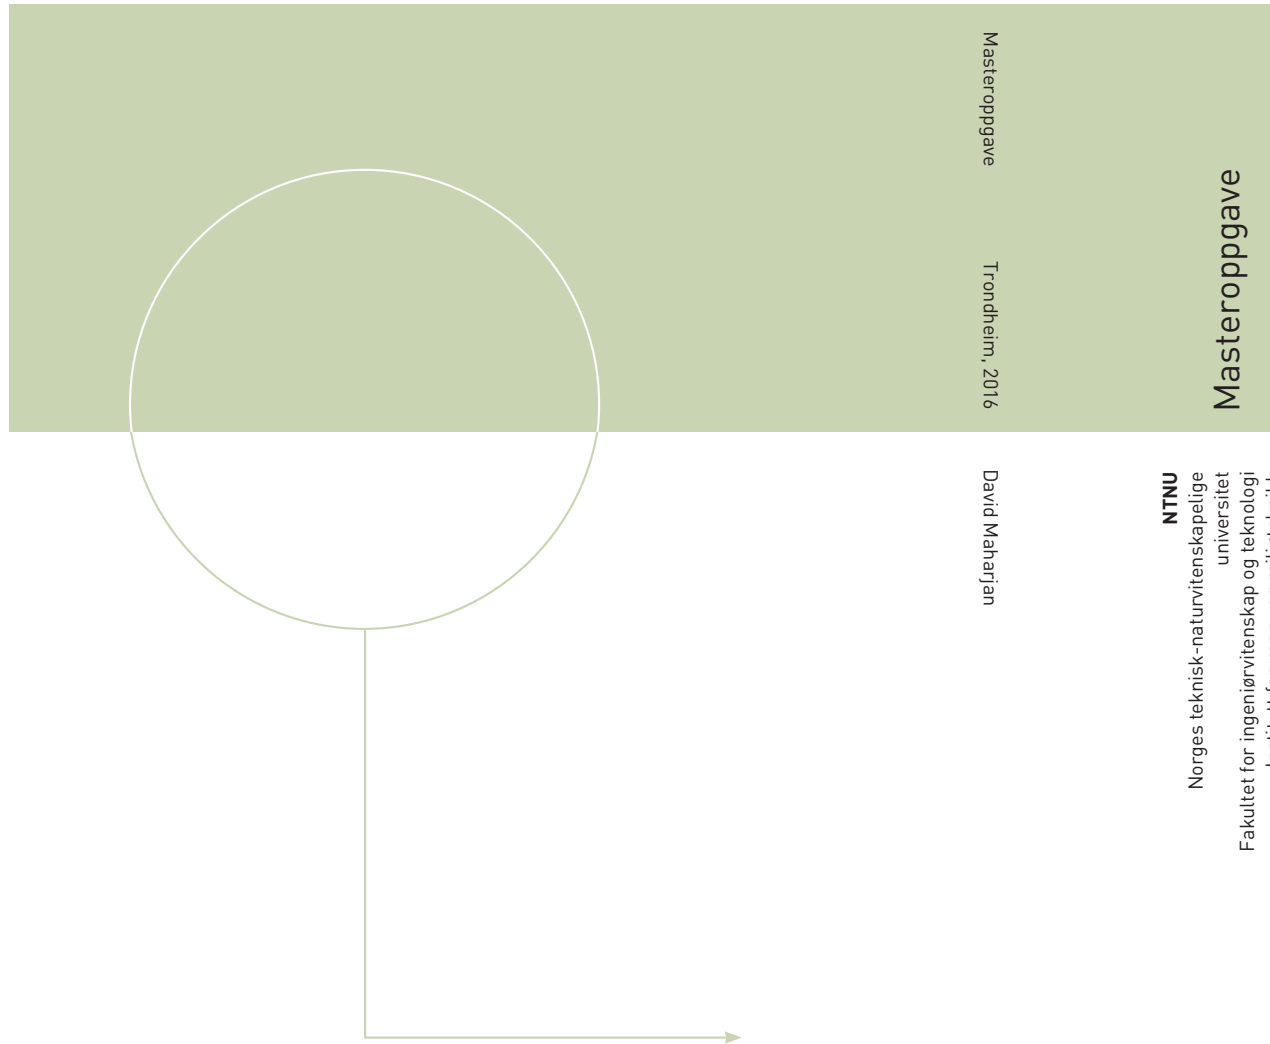 Masteroppgave
Trondheim, 2016
David Maharjan
Masteroppgave
NTNU
Norges teknisk-naturvitenskapelige
universitet
Fakultet for ingeniørvitenskap og teknologi